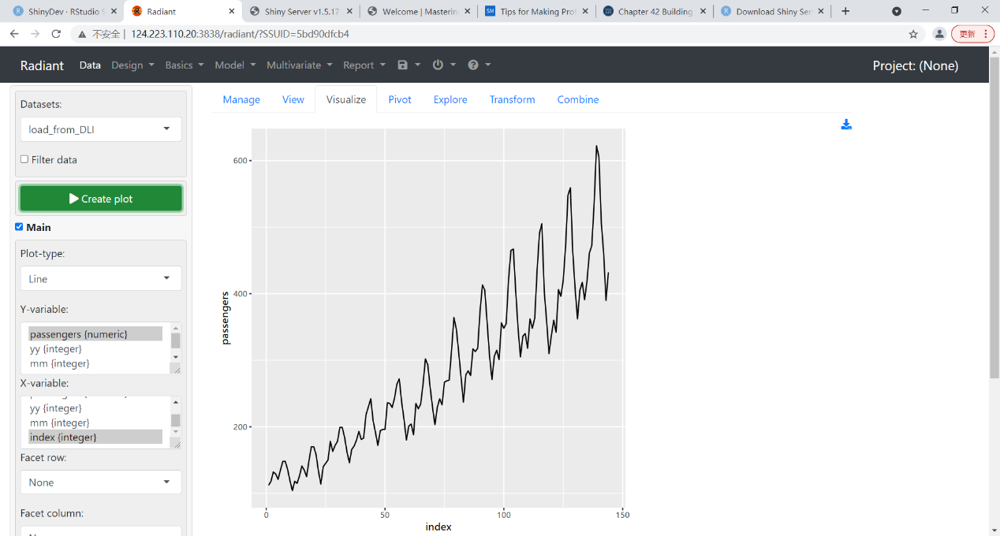 ShinyDev · RStudio S
Radiant
Shiny Server v1.5.17
Welcome | Masterin
SM Tips for Making Pro
Chapter 42 Building
Download Shiny Ser
不安全 | 124.223.110.20:3838/radiant/?SSUID=5bd90dfcb4
更新
Radiant Data Design Basics Model Multivariate Report
Project: (None)
Manage View Visualize Pivot Explore Transform Combine
Datasets:
load_from_DLI
Filter data
Create plot
Main
Plot-type:
Line
Y-variable:
passengers {numeric}
yy {integer}
mm {integer}
X-variable:
yy {integer}
mm {integer}
index {integer}
Facet row:
None
Facet column:
600
400
200
passengers
0 50 100 150
index